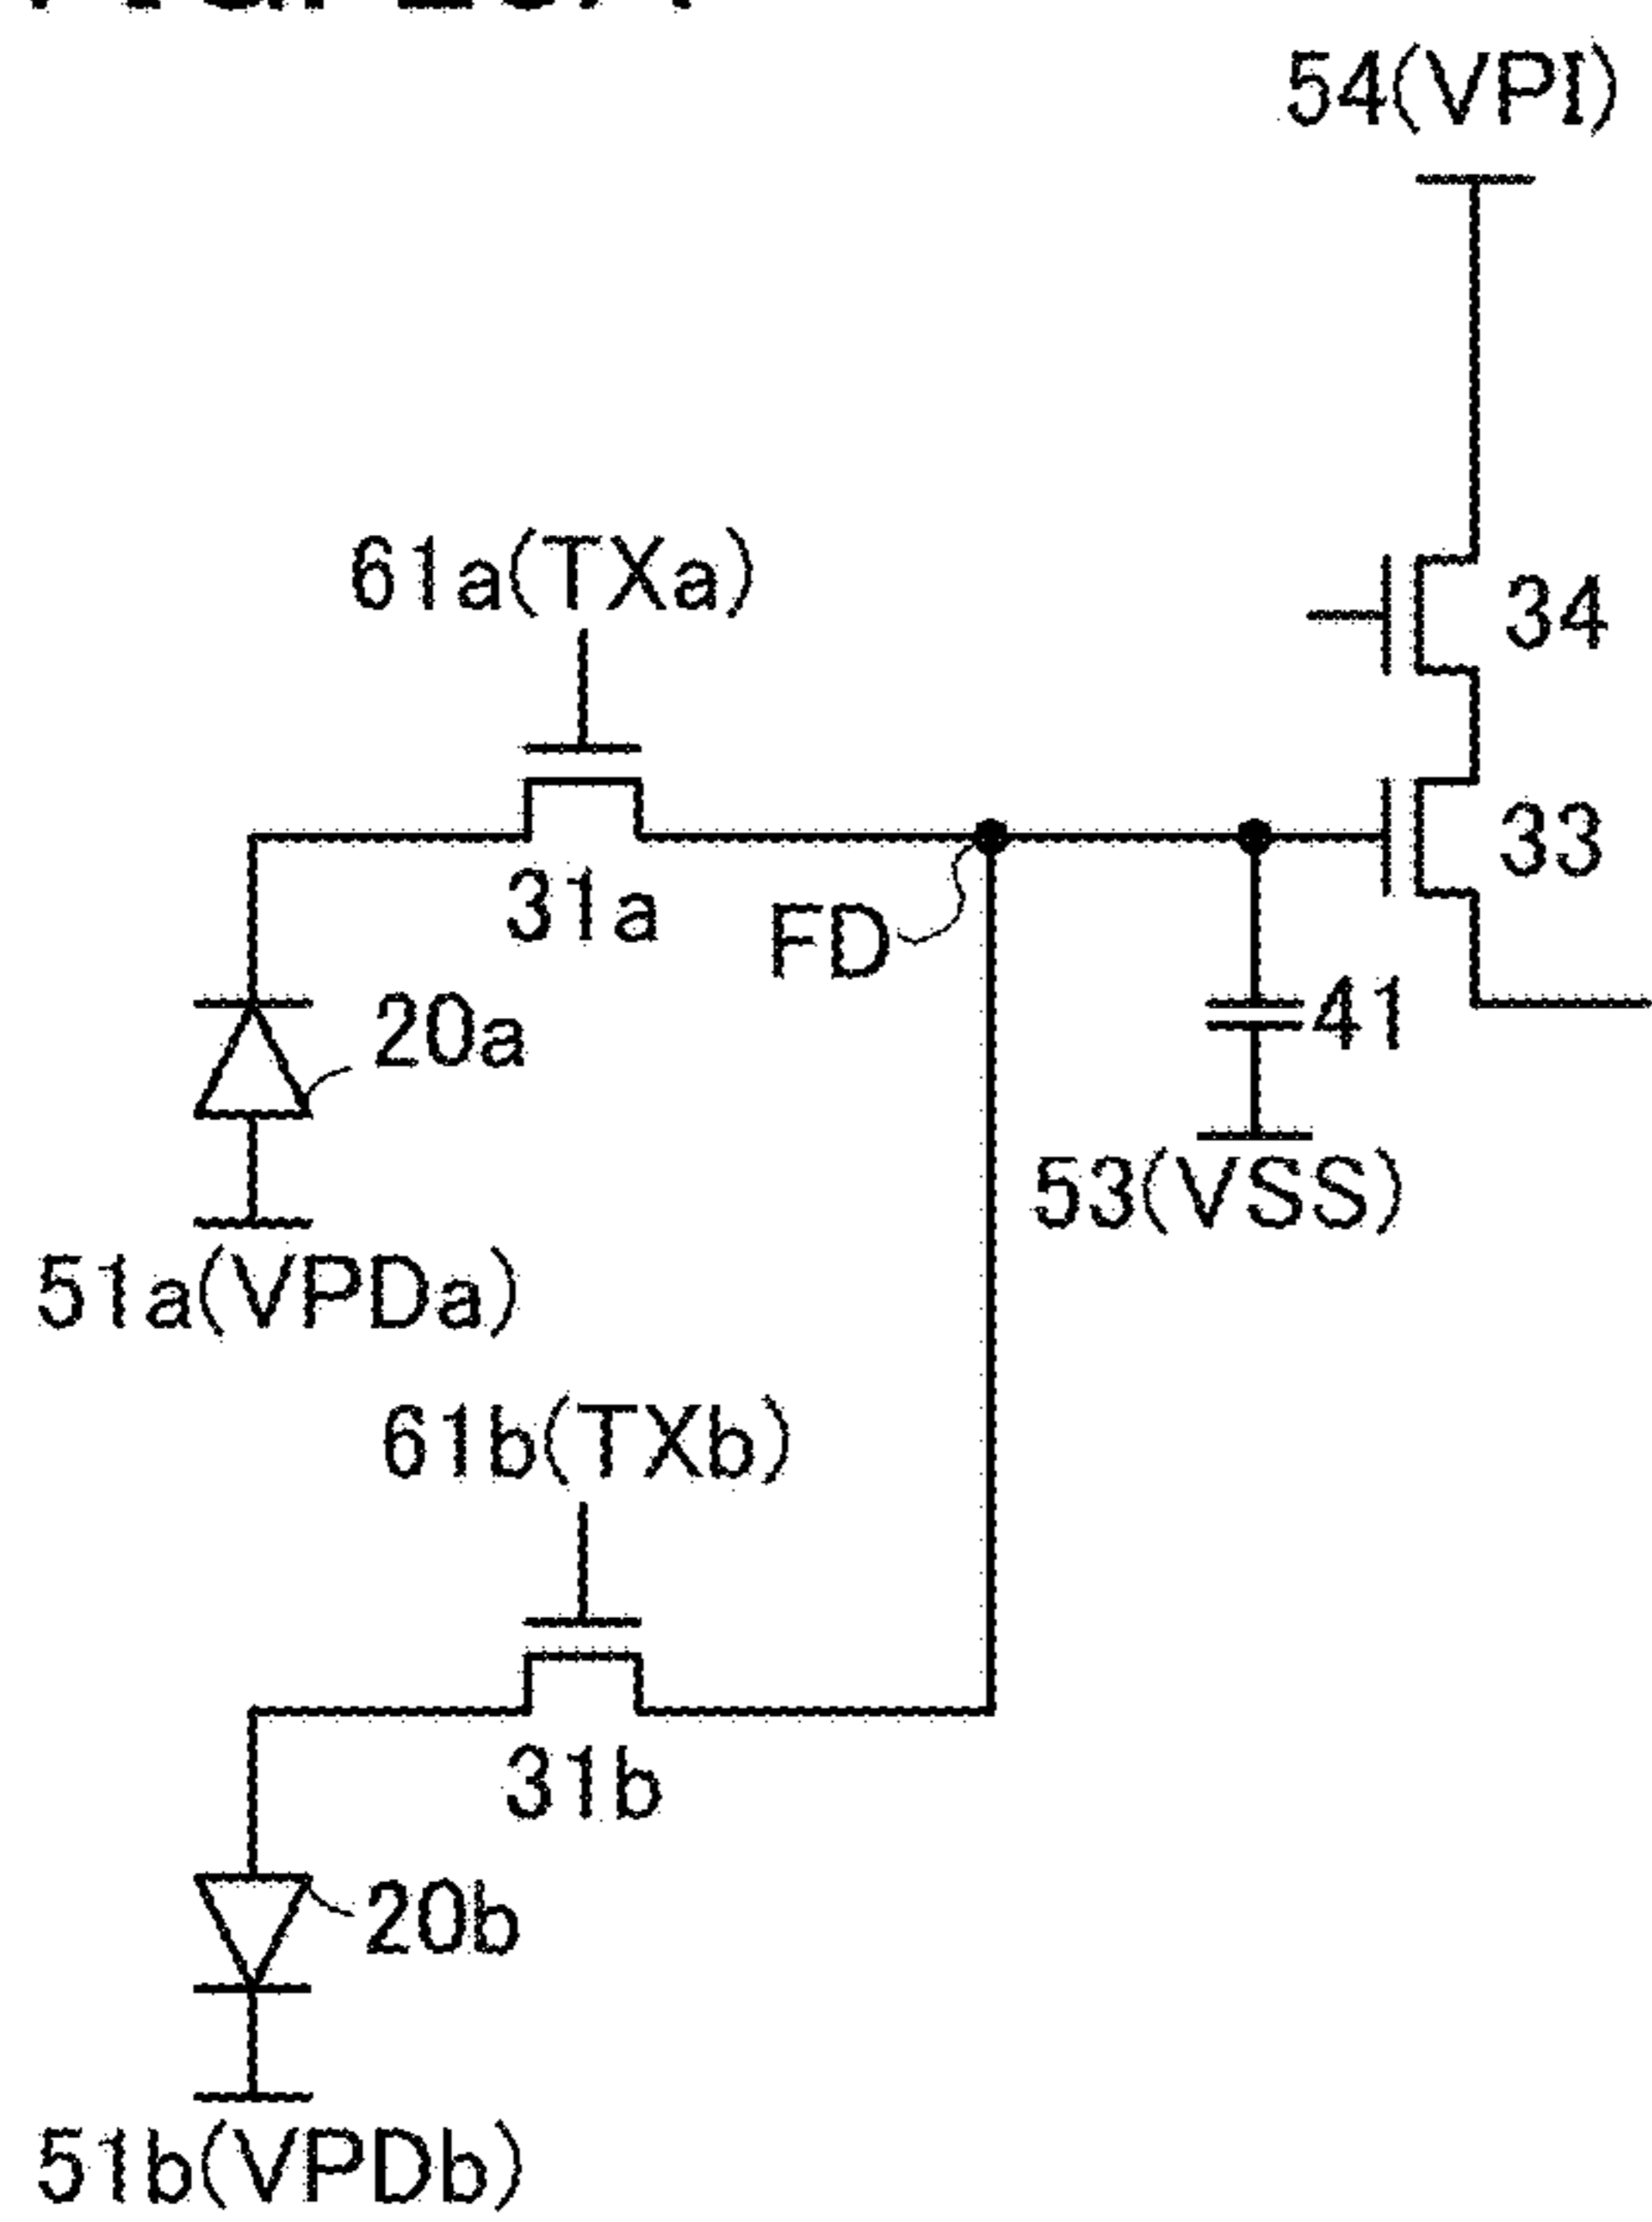 54(VPI)
61a(TXa)
34
33
31a
FD
20a
41
53(VSS)
51a(VPDa)
61b(TXb)
31b
20b
51b(VPDb)